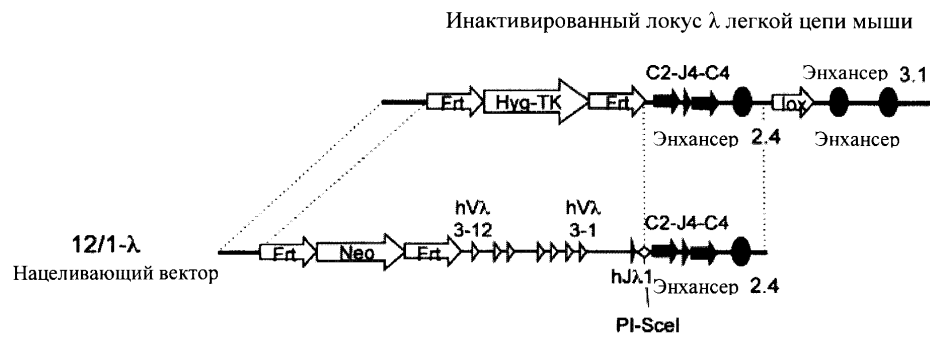 Инактивированный локус λ легкой цепи мыши
C2-J4-C4
Энхансер 3.1
Frt
Hyg-TK
Frt
lox
Энхансер 2.4
Энхансер
12/1-λ
Нацеливающий вектор
hVλ
3-12
hVλ
3-1
C2-J4-C4
Frt
Neo
Frt
hJλ1
Энхансер 2.4
PI-SceI